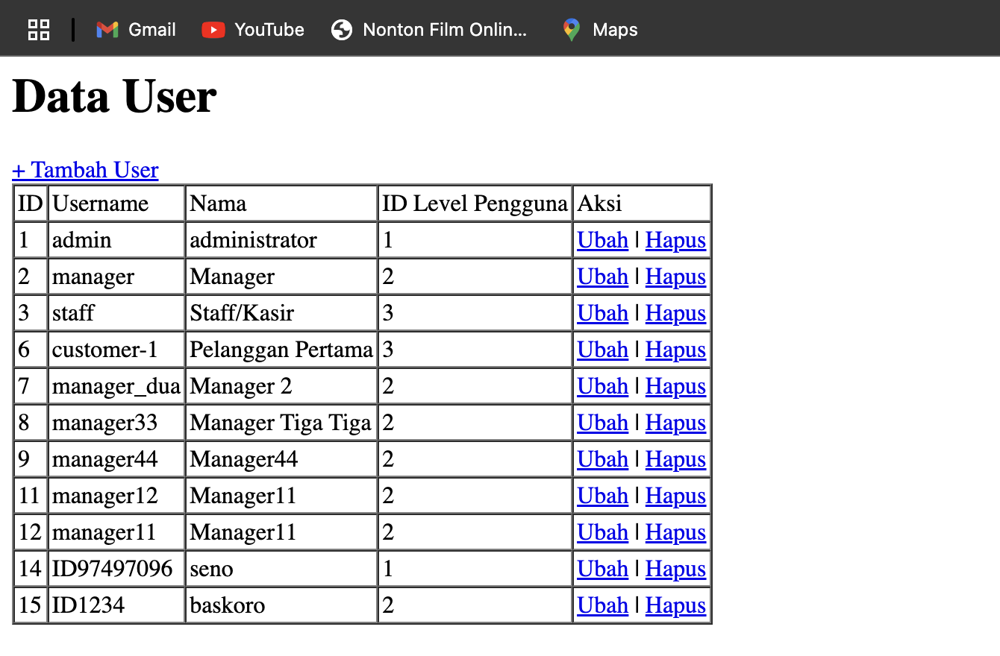 Gmail YouTube Nonton Film Onlin... Maps
Data User
+ Tambah User
ID Username Nama ID Level Pengguna Aksi
1 admin administrator 1 Ubah | Hapus
2 manager Manager 2 Ubah | Hapus
3 staff Staff/Kasir 3 Ubah | Hapus
6 customer-1 Pelanggan Pertama 3 Ubah | Hapus
7 manager_dua Manager 2 2 Ubah | Hapus
8 manager33 Manager Tiga Tiga 2 Ubah | Hapus
9 manager44 Manager44 2 Ubah | Hapus
11 manager12 Manager11 2 Ubah | Hapus
12 manager11 Manager11 2 Ubah | Hapus
14 ID97497096 seno 1 Ubah | Hapus
15 ID1234 baskoro 2 Ubah | Hapus